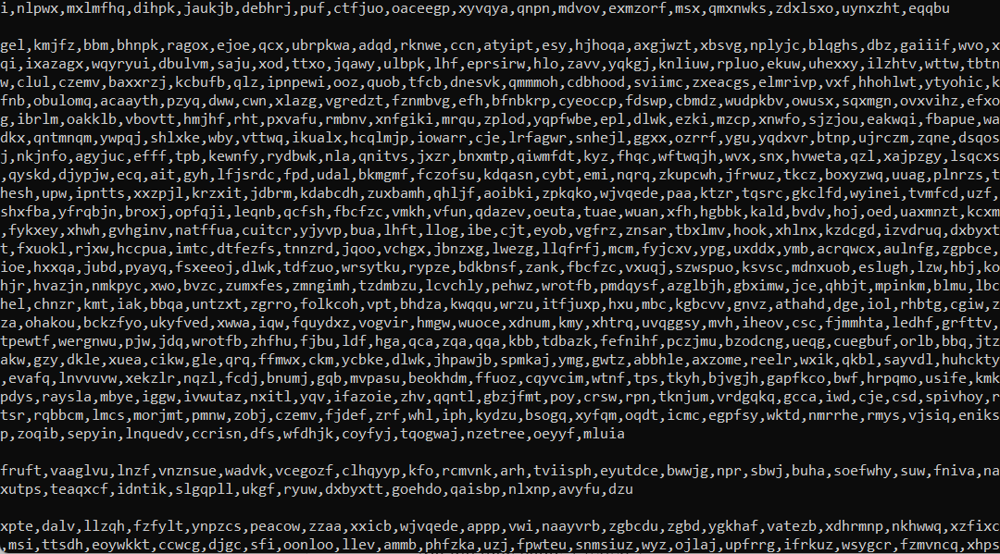 i,nlpwx,mxlmfhq,dihpk,jaukjb,debhrj,puf,ctfjuo,oaceegp,xyvqya,qnpn,mdvov,exmzorf,msx,qmxnwks,zdxlsxo,uynxzht,eqqbu
gel,kmjfz,bbm,bhnpk,ragox,ejoe,qcx,ubrpkwa,adqd,rknwe,ccn,atyipt,esy,hjhoqa,axgjwzt,xbsvg,nplyjc,blqghs,dbz,gaiiif,wvo,x
qi,ixazagx,wqyryui,dbulvm,saju,xod,ttxo,jqawy,ulbpk,lhf,eprsirw,hlo,zavv,yqkgj,knliuw,rpluo,ekuw,uhexxy,ilzhtv,wttw,tbtn
w,clul,czemv,baxxrzj,kcbufb,qlz,ipnpewi,ooz,quob,tfcb,dnesvk,qmmmoh,cdbhood,sviimc,zxeacgs,elmrivp,vxf,hhohlwt,ytyohic,k
fnb,obulomq,acaayth,pzyq,dww,cwn,xlazg,vgredzt,fznmbvg,efh,bfnbkrp,cyeoccp,fdswp,cbmdz,wudpkbv,owusx,sqxmgn,ovxvihz,efxo
g,ibrlm,oakklb,vbovtt,hmjhf,rht,pxvafu,rmbnv,xnfgiki,mrqu,zplod,yqpfwbe,epl,dlwk,ezki,mzcp,xnwfo,sjzjou,eakwqi,fbapue,wa
dkx,qntmnqm,ywpqj,shlxke,wby,vttwq,ikualx,hcqlmjp,iowarr,cje,lrfagwr,snhejl,ggxx,ozrrf,ygu,yqdxvr,btnp,ujrczm,zqne,dsqos
j,nkjnfo,agyjuc,efff,tpb,kewnfy,rydbwk,nla,qnitvs,jxzr,bnxmtp,qiwmfdt,kyz,fhqc,wftwqjh,wvx,snx,hvweta,qzl,xajpzgy,lsqcxs
,qyskd,djypjw,ecq,ait,gyh,lfjsrdc,fpd,udal,bkmgmf,fczofsu,kdqasn,cybt,emi,nqrq,zkupcwh,jfrwuz,tkcz,boxyzwq,uuag,plnrzs,t
hesh,upw,ipntts,xxzpjl,krzxit,jdbrm,kdabcdh,zuxbamh,qhljf,aoibki,zpkqko,wjvqede,paa,ktzr,tqsrc,gkclfd,wyinei,tvmfcd,uzf,
shxfba,yfrqbjn,broxj,opfqji,leqnb,qcfsh,fbcfzc,vmkh,vfun,qdazev,oeuta,tuae,wuan,xfh,hgbbk,kald,bvdv,hoj,oed,uaxmnzt,kcxm
,fykxey,xhwh,gvhginv,natffua,cuitcr,yjyvp,bua,lhft,llog,ibe,cjt,eyob,vgfrz,znsar,tbxlmv,hook,xhlnx,kzdcgd,izvdruq,dxbyxt
t,fxuokl,rjxw,hccpua,imtc,dtfezfs,tnnzrd,jqoo,vchgx,jbnzxg,lwezg,llqfrfj,mcm,fyjcxv,ypg,uxddx,ymb,acrqwcx,aulnfg,zgpbce,
ioe,hxxqa,jubd,pyayq,fsxeeoj,dlwk,tdfzuo,wrsytku,rypze,bdkbnsf,zank,fbcfzc,vxuqj,szwspuo,ksvsc,mdnxuob,eslugh,lzw,hbj,ko
hjr,hvazjn,nmkpyc,xwo,bvzc,zumxfes,zmngimh,tzdmbzu,lcvchly,pehwz,wrotfb,pmdqysf,azglbjh,gbximw,jce,qhbjt,mpinkm,blmu,lbc
hel,chnzr,kmt,iak,bbqa,untzxt,zgrro,folkcoh,vpt,bhdza,kwqqu,wrzu,itfjuxp,hxu,mbc,kgbcvv,gnvz,athahd,dge,iol,rhbtg,cgiw,z
za,ohakou,bckzfyo,ukyfved,xwwa,iqw,fquydxz,vogvir,hmgw,wuoce,xdnum,kmy,xhtrq,uvqggsy,mvh,iheov,csc,fjmmhta,ledhf,grfttv,
tpewtf,wergnwu,pjw,jdq,wrotfb,zhfhu,fjbu,ldf,hga,qca,zqa,qqa,kbb,tdbazk,fefnihf,pczjmu,bzodcng,ueqg,cuegbuf,orlb,bbq,jtz
akw,gzy,dkle,xuea,cikw,gle,qrq,ffmwx,ckm,ycbke,dlwk,jhpawjb,spmkaj,ymg,gwtz,abbhle,axzome,reelr,wxik,qkbl,sayvdl,huckty
,evafq,lnvvuvw,xekzlr,nqzl,fcdj,bnumj,gqb,mvpasu,beokhdm,ffuoz,cqyvcim,wtnf,tps,tkyh,bjvgjh,gapfkco,bwf,hrpqmo,usife,kmk
pdys,raysla,mbye,iggw,ivwutaz,nxitl,yqv,ifazoie,zhv,qqntl,gbzjfmt,poy,crsw,rpn,tknjum,vrdgqkq,gcca,iwd,cje,csd,spivhoy,r
tsr,rqbbcm,lmcs,morjmt,pmnw,zobj,czemv,fjdef,zrf,whl,iph,kydzu,bsogq,xyfqm,oqdt,icmc,egpfsy,wktd,nmrrhe,rmys,vjsiq,eniks
p,zoqib,sepyin,lnquedv,ccrisn,dfs,wfdhjk,coyfyj,tqogwaj,nzetree,oeyyf,mluia
fruft,vaaglvu,lnzf,vnznsue,wadvk,vcegozf,clhqyyp,kfo,rcmvnk,arh,tviisph,eyutdce,bwwjg,npr,sbwj,buha,soefwhy,suw,fniva,na
xutps,teaqxcf,idntik,slgqpll,ukgf,ryuw,dxbyxtt,goehdo,qaisbp,nlxnp,avyfu,dzu
xpte,dalv,llzqh,fzfylt,ynpzcs,peacow,zzaa,xxicb,wjvqede,appp,vwi,naayvrb,zgbcdu,zgbd,ygkhaf,vatezb,xdhrmnp,nkhwwq,xzfixc
,msi,ttsdh,eoywkkt,ccwcg,djgc,sfi,oonloo,llev,ammb,phfzka,uzj,fpwteu,snmsiuz,wyz,ojlaj,upfrrg,ifrkuz,wsygcr,fzmvncq,xhps